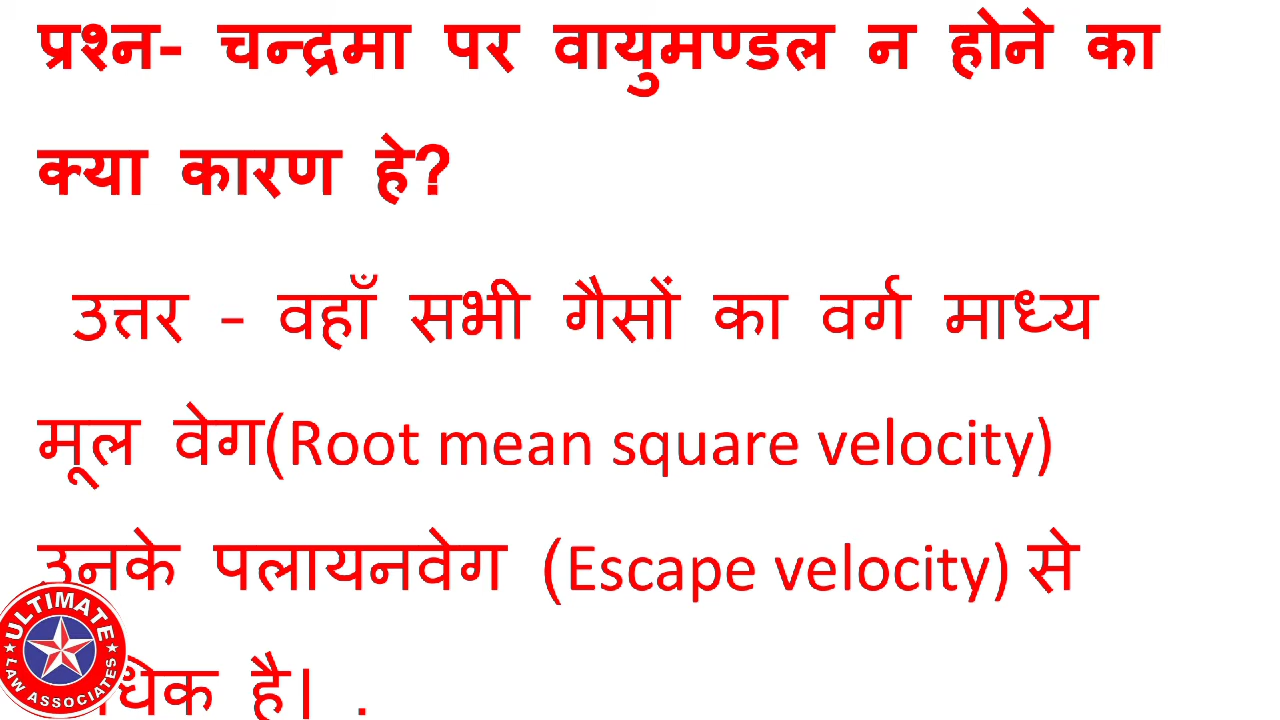 प्रश्न- चन्द्रमा पर वायुमण्डल न होने का
क्या कारण हे?
उत्तर - वहाँ सभी गैसों का वर्ग माध्य
मूल वेग(Root mean square velocity)
उनके पलायनवेग (Escape velocity) से
है। .
ULTIMATE
LAW ASSOCIATES